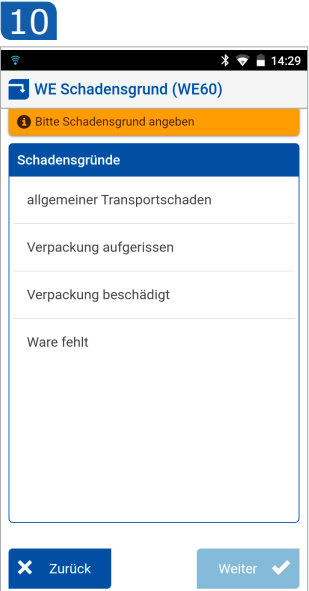 10
14:29
WE Schadensgrund (WE60)
Bitte Schadensgrund angeben
Schadensgründe
allgemeiner Transportschaden
Verpackung aufgerissen
Verpackung beschädigt
Ware fehlt
Zurück
Weiter